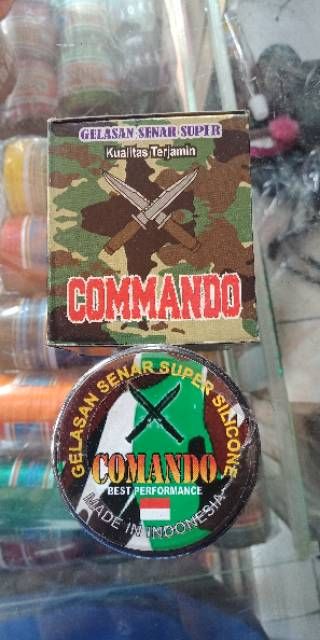 GELASAN SENAR SUPER
Kualitas Terjamin
COMMANDO
GELASAN SENAR SUPER SILICONE
COMANDO
BEST PERFORMANCE
MADE IN INDONESIA